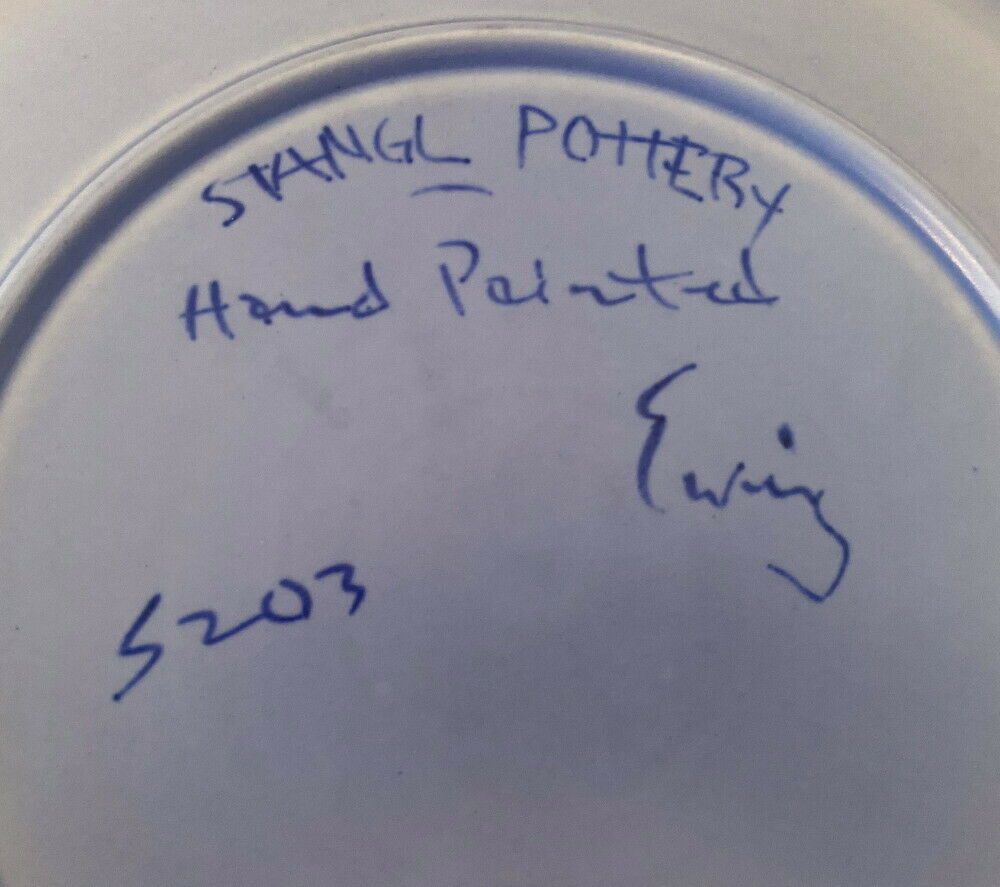 STANGL POTTERY
Hand Painted
Ewing
5203